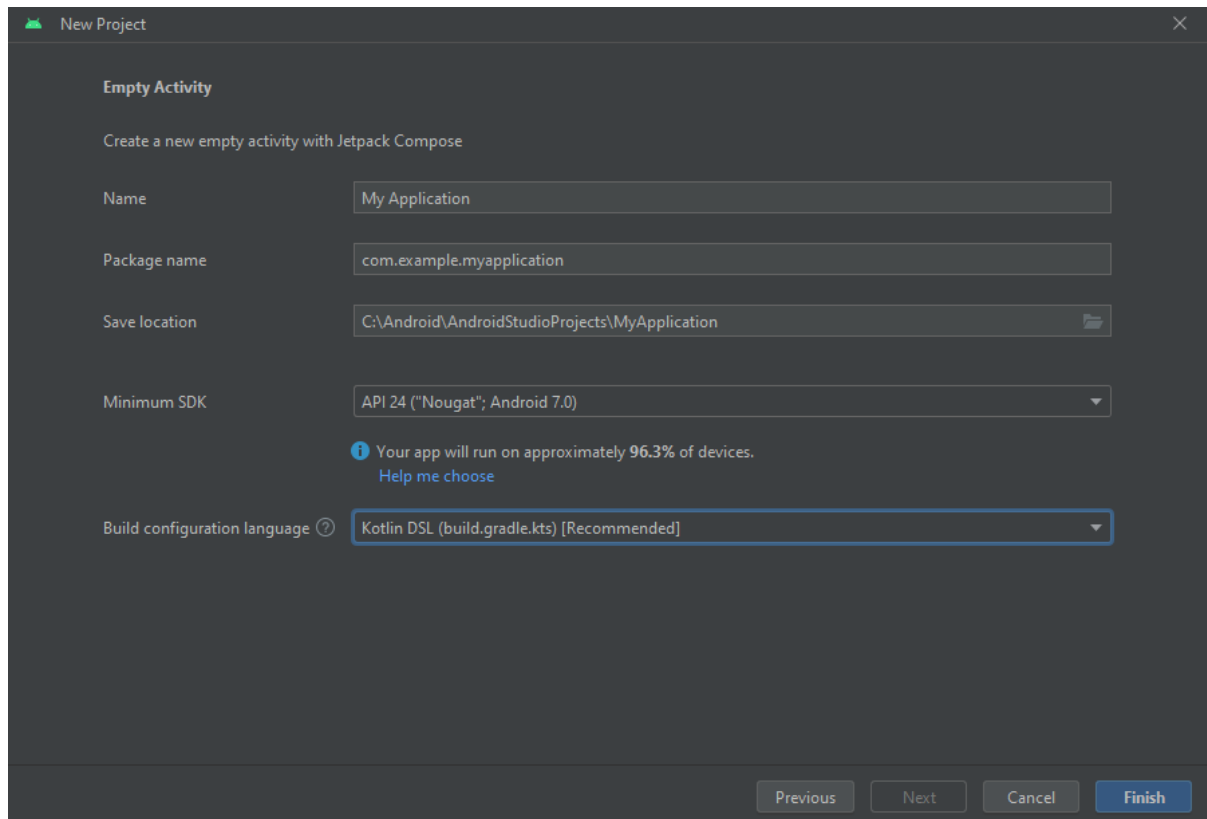 New Project
Empty Activity
Create a new empty activity with Jetpack Compose
Name My Application
Package name com.example.myapplication
Save location C:\Android\AndroidStudioProjects\MyApplication
Minimum SDK API 24 ("Nougat"; Android 7.0)
Your app will run on approximately 96.3% of devices.
Help me choose
Build configuration language ? Kotlin DSL (build.gradle.kts) [Recommended]
Previous Next Cancel Finish